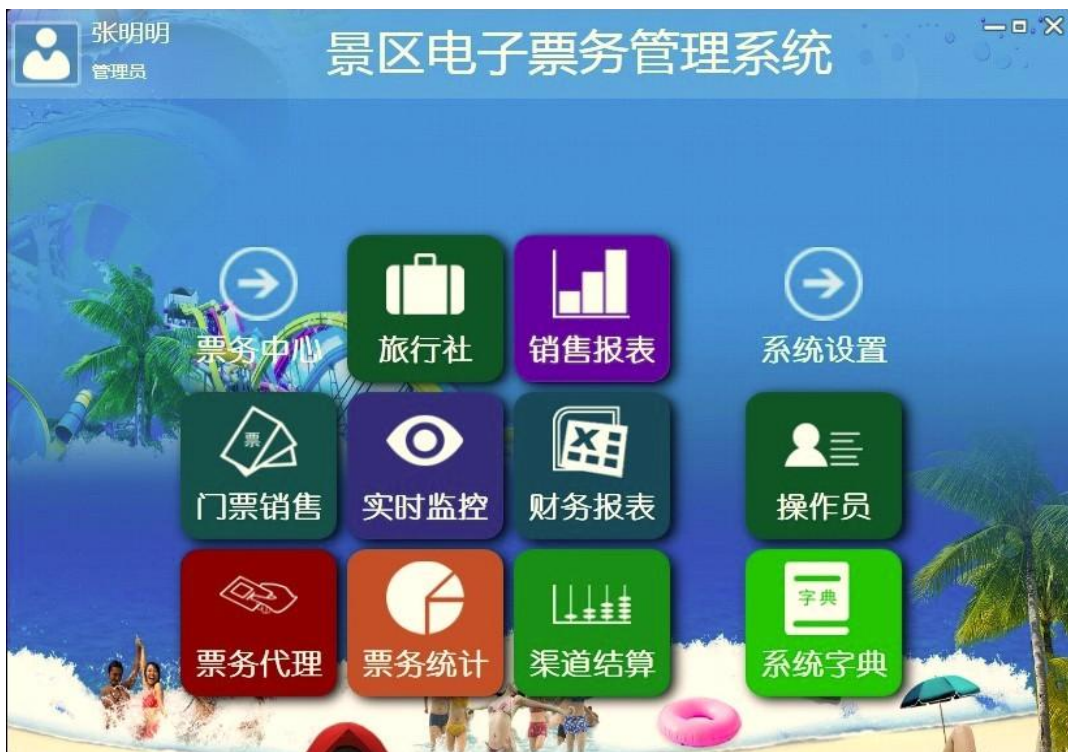 张明明
管理员
景区电子票务管理系统
票务中心
旅行社
销售报表
系统设置
票
门票销售
实时监控
财务报表
操作员
字典
票务代理
票务统计
渠道结算
系统字典